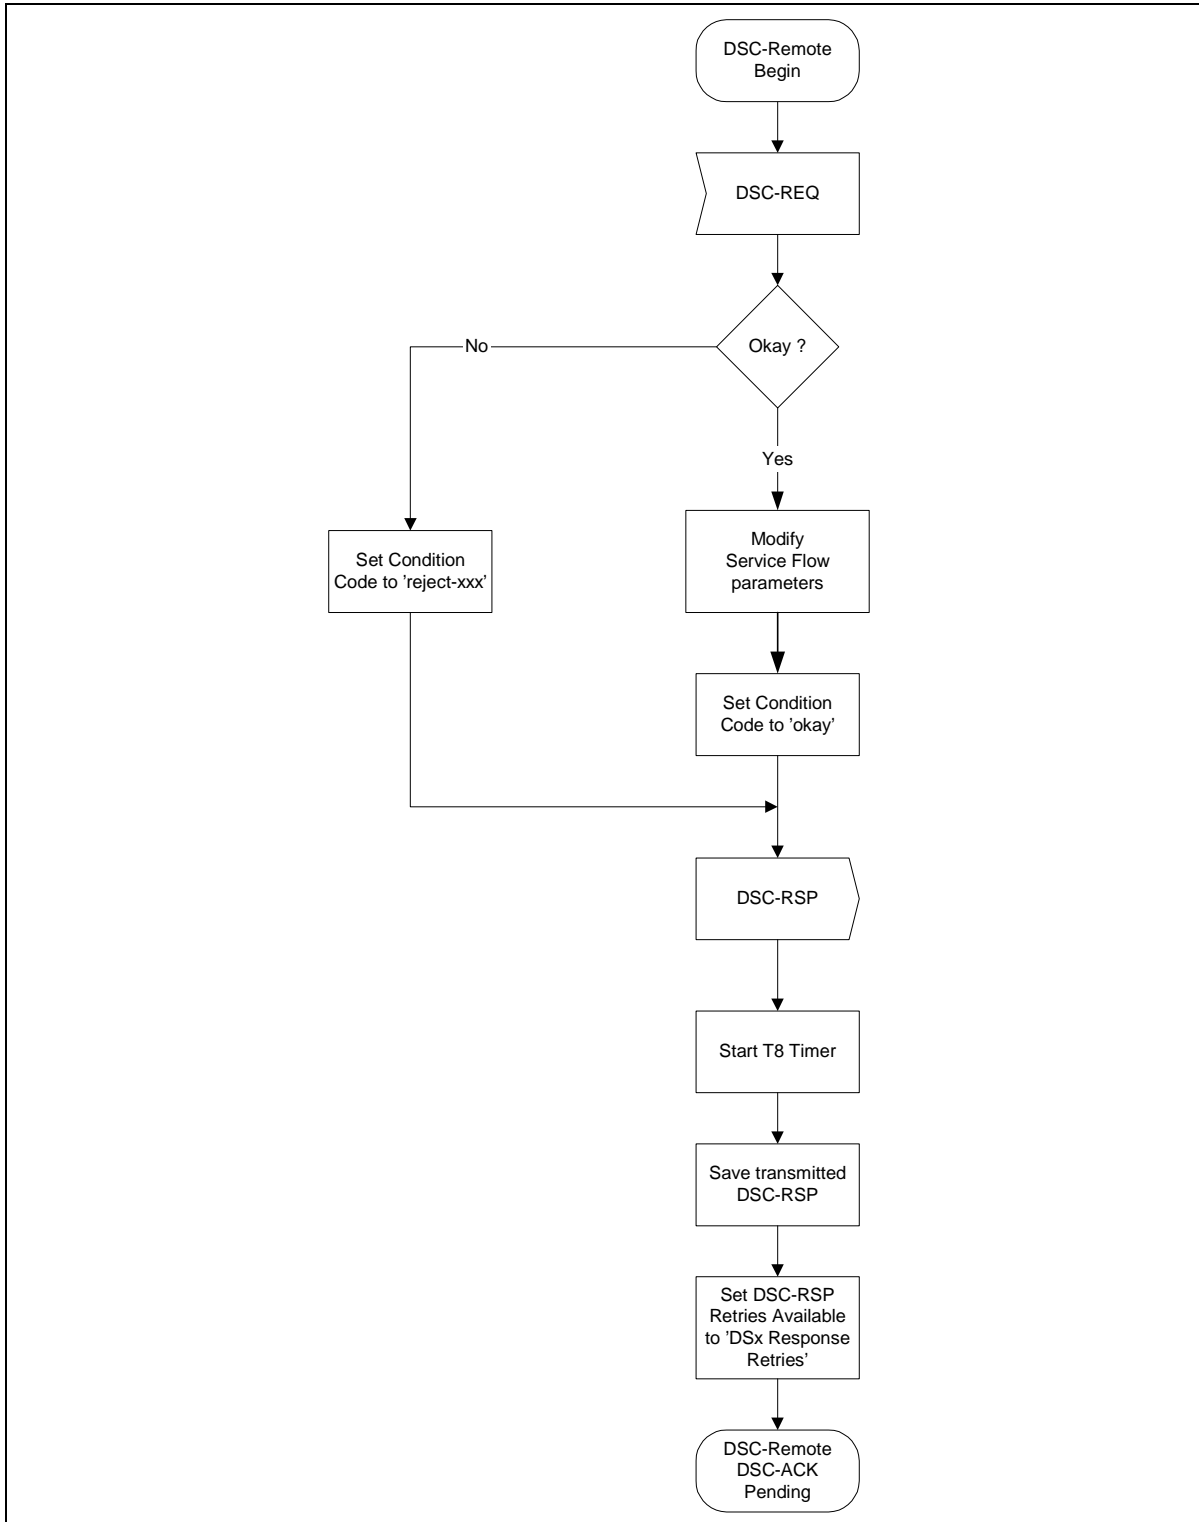 DSC-Remote
Begin
DSC-REQ
Okay ?
No
Yes
Modify
Service Flow
parameters
Set Condition
Code to 'reject-xxx'
Set Condition
Code to 'okay'
DSC-RSP
Start T8 Timer
Save transmitted
DSC-RSP
Set DSC-RSP
Retries Available
to 'DSx Response
Retries'
DSC-Remote
DSC-ACK
Pending